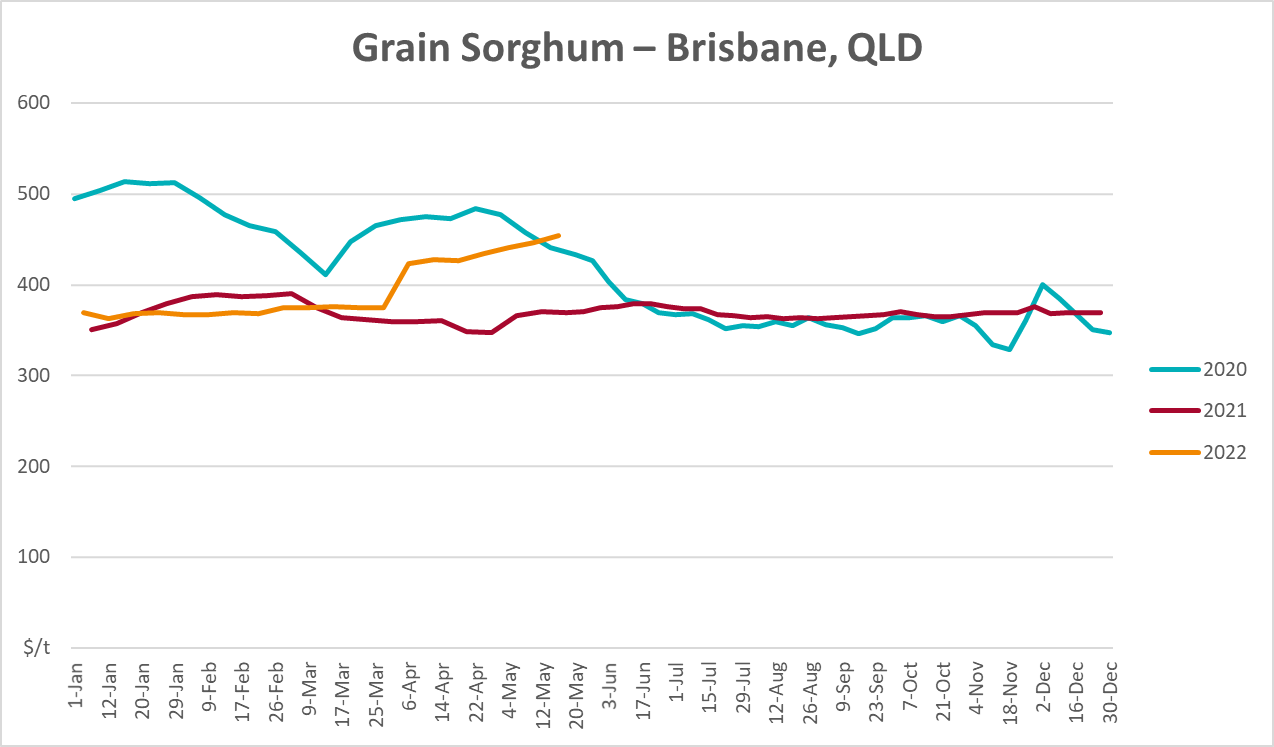 Grain Sorghum – Brisbane, QLD
600
500
400
300
200
100
$/t
1-Jan
12-Jan
20-Jan
29-Jan
9-Feb
17-Feb
26-Feb
9-Mar
17-Mar
25-Mar
6-Apr
14-Apr
22-Apr
4-May
12-May
20-May
3-Jun
17-Jun
1-Jul
15-Jul
29-Jul
12-Aug
26-Aug
9-Sep
23-Sep
7-Oct
21-Oct
4-Nov
18-Nov
2-Dec
16-Dec
30-Dec
2020
2021
2022